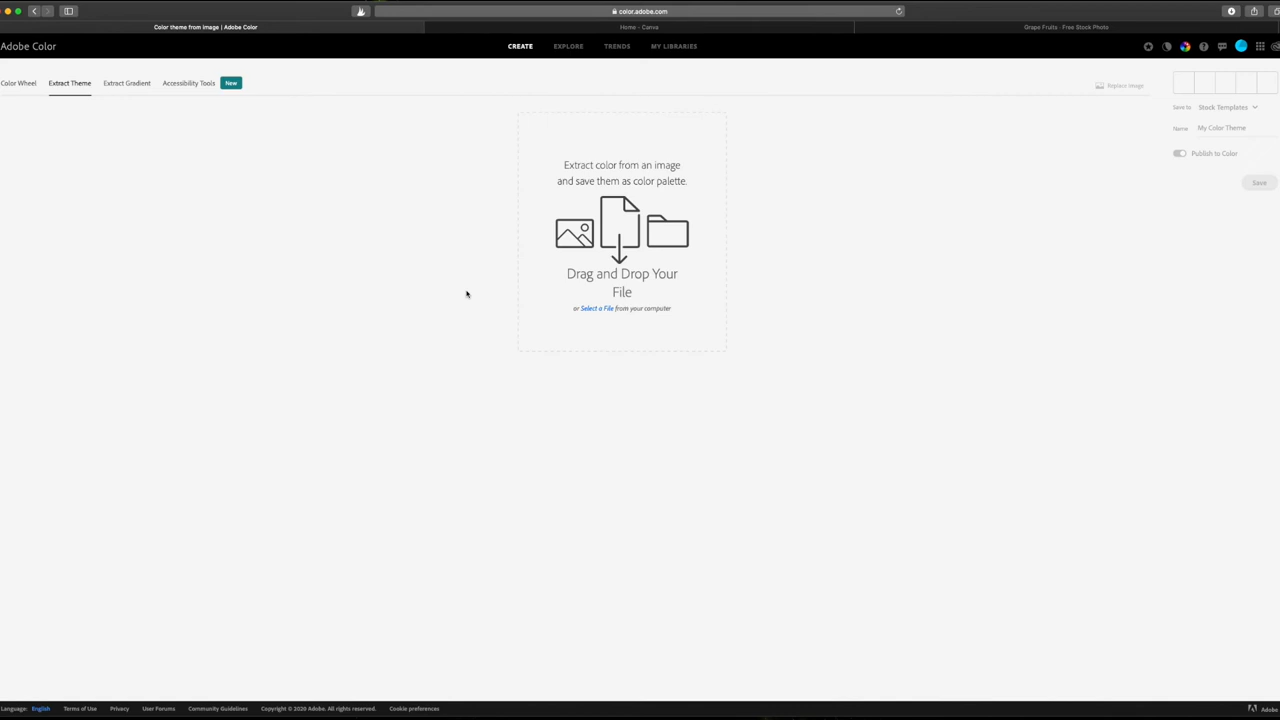 color.adobe.com
Color theme from image | Adobe Color
Home - Canva
Grape Fruits · Free Stock Photo
Adobe Color
CREATE
EXPLORE
TRENDS
MY LIBRARIES
Color Wheel
Extract Theme
Extract Gradient
Accessibility Tools
New
Replace Image
Save to
Stock Templates
Name
My Color Theme
Publish to Color
Save
Extract color from an image
and save them as color palette.
Drag and Drop Your
File
or Select a File from your computer
Language:
English
Terms of Use
Privacy
User Forums
Community Guidelines
Copyright © 2020 Adobe. All rights reserved.
Cookie preferences
Adobe